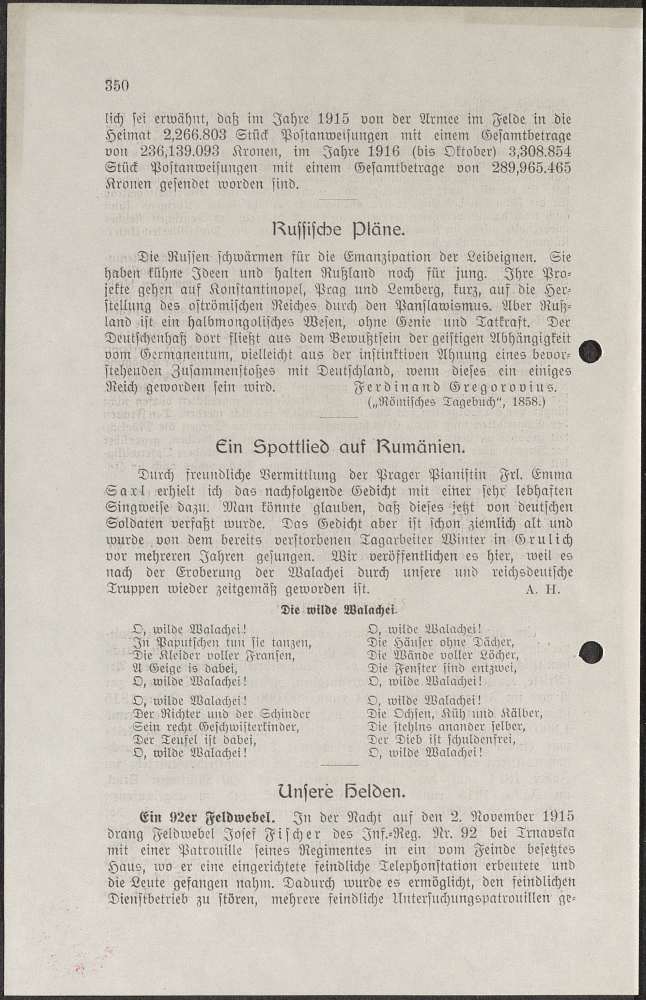 350
lich sei erwähnt, daß im Jahre 1915 von der Armee im Felde in die
Heimat 2,266.803 Stück Postanweisungen mit einem Gesamtbetrage
von 236,139.093 Kronen, im Jahre 1916 (bis Oktober) 3,308.854
Stück Postanweisungen mit einem Gesamtbetrage von 289,965.465
Kronen gesendet worden sind.
Russische Pläne.
Die Russen schwärmen für die Emanzipation der Leibeignen. Sie
haben kühne Ideen und halten Rußland noch für jung. Ihre Pro-
jekte gehen auf Konstantinopel, Prag und Lemberg, kurz, auf die Her-
stellung des oströmischen Reiches durch den Panslawismus. Aber Ruß-
land ist ein halbmongolisches Wesen, ohne Genie und Tatkraft. Der
Deutschenhaß dort fließt aus dem Bewußtsein der geistigen Abhängigkeit
vom Germanentum, vielleicht aus der instinktiven Ahnung eines bevor-
stehenden Zusammenstoßes mit Deutschland, wenn dieses ein einiges
Reich geworden sein wird. Ferdinand Gregorovius.
(„Römisches Tagebuch“, 1858.)
Ein Spottlied auf Rumänien.
Durch freundliche Vermittlung der Prager Pianistin Frl. Emma
Saxl erhielt ich das nachfolgende Gedicht mit einer sehr lebhaften
Singweise dazu. Man könnte glauben, daß dieses jetzt von deutschen
Soldaten verfaßt wurde. Das Gedicht aber ist schon ziemlich alt und
wurde von dem bereits verstorbenen Tagarbeiter Winter in Grulich
vor mehreren Jahren gesungen. Wir veröffentlichen es hier, weil es
nach der Eroberung der Walachei durch unsere und reichsdeutsche
Truppen wieder zeitgemäß geworden ist. A. H.
Die wilde Walachei.
O, wilde Walachei!
In Paputschen tun sie tanzen,
Die Kleider voller Fransen,
A Geige is dabei,
O, wilde Walachei!
O, wilde Walachei!
Der Richter und der Schinder
Sein recht Geschwisterkinder,
Der Teufel ist dabei,
O, wilde Walachei!
O, wilde Walachei!
Die Häuser ohne Dächer,
Die Wände voller Löcher,
Die Fenster sind entzwei,
O, wilde Walachei!
O, wilde Walachei!
Die Ochsen, Küh und Kälber,
Die stehlns anander selber,
Der Dieb ist schuldenfrei,
O, wilde Walachei!
Unsere Helden.
Ein 92er Feldwebel. In der Nacht auf den 2. November 1915
drang Feldwebel Josef Fischer des Inf.-Reg. Nr. 92 bei Trnavska
mit einer Patrouille seines Regimentes in ein vom Feinde besetztes
Haus, wo er eine eingerichtete feindliche Telephonstation erbeutete und
die Leute gefangen nahm. Dadurch wurde es ermöglicht, den feindlichen
Dienstbetrieb zu stören, mehrere feindliche Untersuchungspatrouillen ge-